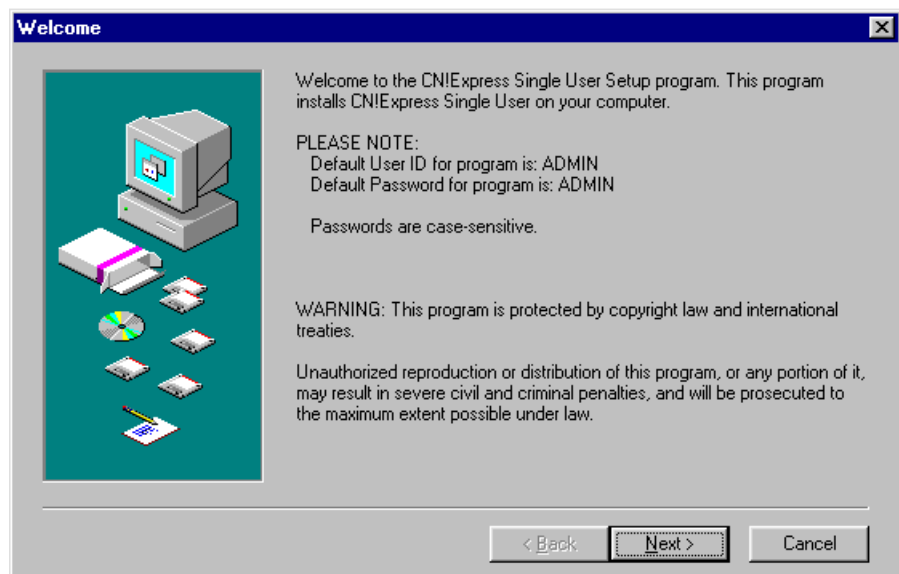 Welcome
Welcome to the CN!Express Single User Setup program. This program
installs CN!Express Single User on your computer.
PLEASE NOTE:
Default User ID for program is: ADMIN
Default Password for program is: ADMIN
Passwords are case-sensitive.
WARNING: This program is protected by copyright law and international
treaties.
Unauthorized reproduction or distribution of this program, or any portion of it,
may result in severe civil and criminal penalties, and will be prosecuted to
the maximum extent possible under law.
< Back
Next >
Cancel